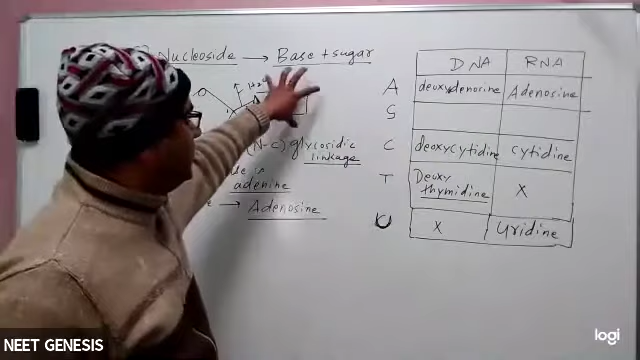 Nucleoside → Base + sugar
(N-c) glycosidic
linkage
adenine
→ Adenosine
DNA RNA
A deoxyadenosine Adenosine
G
C deoxycytidine cytidine
T Deoxy thymidine X
U X Uridine
NEET GENESIS
logi